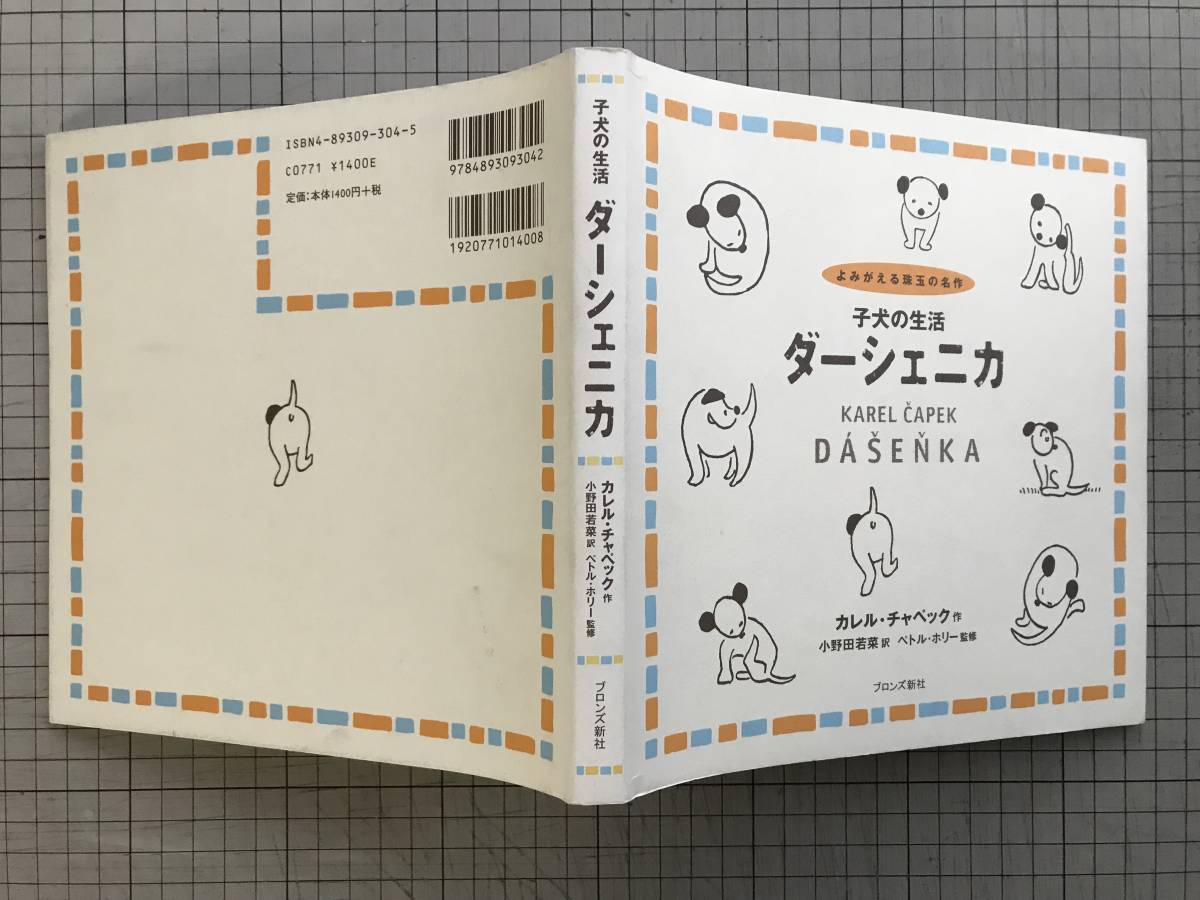 ISBN4-89309-304-5
C0771 ¥1400E
定価:本体1400円+税
9784893093042
1920771014008
子犬の生活 ダーシェニカ
カレル・チャペック 作
小野田若菜 訳 ペトル・ホリー 監修
ブロンズ新社
よみがえる珠玉の名作
子犬の生活
ダーシェニカ
KAREL ČAPEK
DÁŠEŇKA
カレル・チャペック 作
小野田若菜 訳 ペトル・ホリー 監修
ブロンズ新社